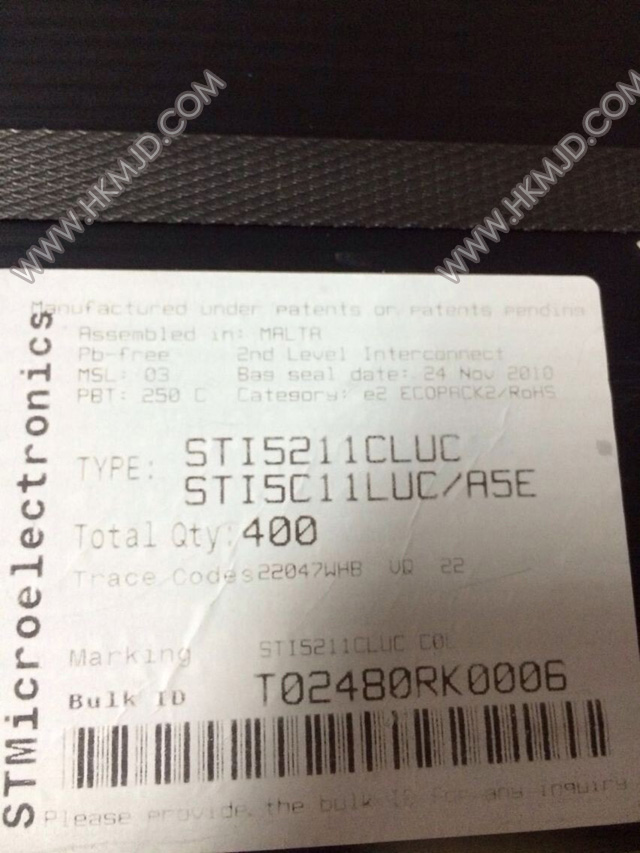 WWW.HKMJD.COM
WWW.HKMJD.COM
STMicroelectronics
Manufactured under patents or patents pending
Assembled in: MALTA
Pb-free 2nd Level Interconnect
MSL: 03 Bag seal date: 24 Nov 2010
PBT: 250 C Category: e2 ECOPACK2/RoHS
TYPE: STI5211CLUC
STI5C11LUC/A5E
Total Qty: 400
Trace Codes 22047WHB VQ 22
Marking STI5211CLUC
Bulk ID T02480RK0006
Please provide the bulk ID for any inquiry